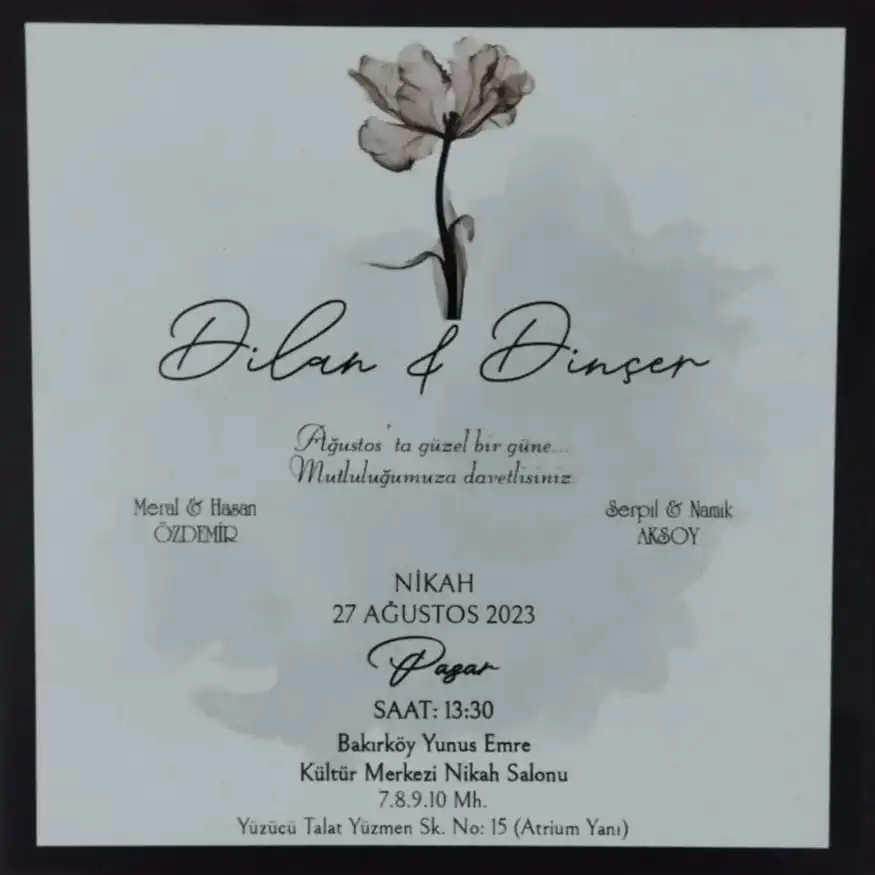 Dilan & Dinçer
Ağustos'ta güzel bir güne...
Mutluluğumuza davetlisiniz
Meral & Hasan
ÖZDEMİR
Serpil & Namık
AKSOY
NİKAH
27 AĞUSTOS 2023
Pazar
SAAT: 13:30
Bakırköy Yunus Emre
Kültür Merkezi Nikah Salonu
7.8.9.10 Mh.
Yüzücü Talat Yüzmen Sk. No: 15 (Atrium Yanı)